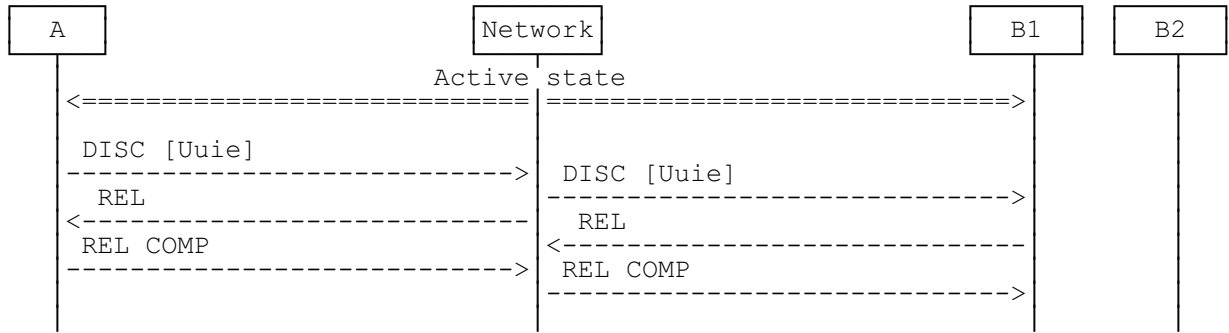 A Network B1 B2
Active state
<============================ =============================>
DISC [Uuie]
----------------------------> DISC [Uuie]
REL ----------------------------->
<---------------------------- REL
REL COMP <-----------------------------
----------------------------> REL COMP
----------------------------->